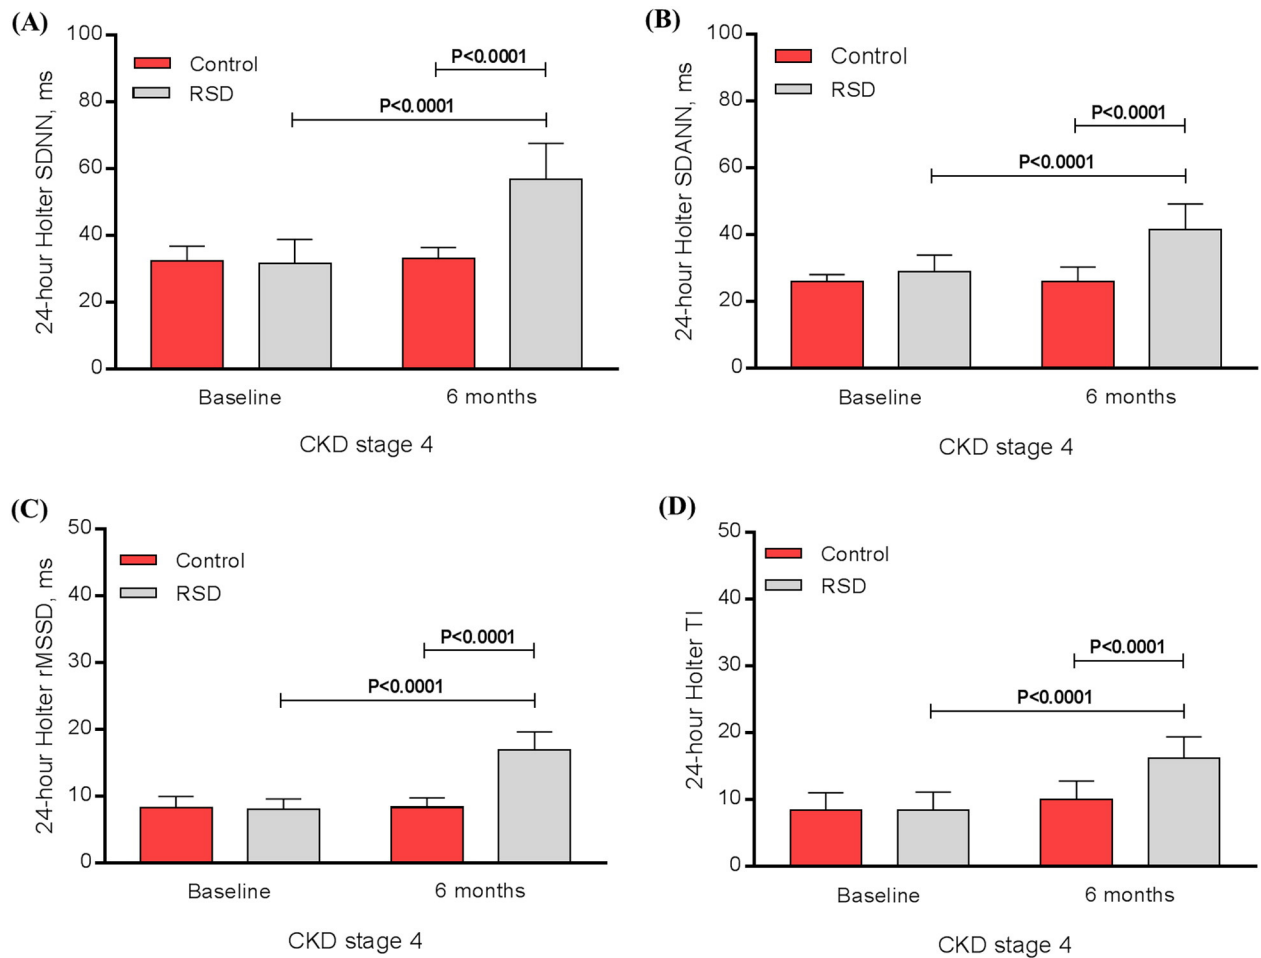 (A)
24-hour Holter SDNN, ms
100
80
60
40
20
0
Control
RSD
P<0.0001
P<0.0001
Baseline
6 months
CKD stage 4
(B)
24-hour Holter SDANN, ms
100
80
60
40
20
0
Control
RSD
P<0.0001
P<0.0001
Baseline
6 months
CKD stage 4
(C)
24-hour Holter rMSSD, ms
50
40
30
20
10
0
Control
RSD
P<0.0001
P<0.0001
Baseline
6 months
CKD stage 4
(D)
24-hour Holter TI
50
40
30
20
10
0
Control
RSD
P<0.0001
P<0.0001
Baseline
6 months
CKD stage 4